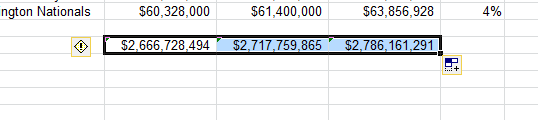 ington Nationals $60,328,000 $61,400,000 $63,856,928 4%
$2,666,728,494 $2,717,759,865 $2,786,161,291